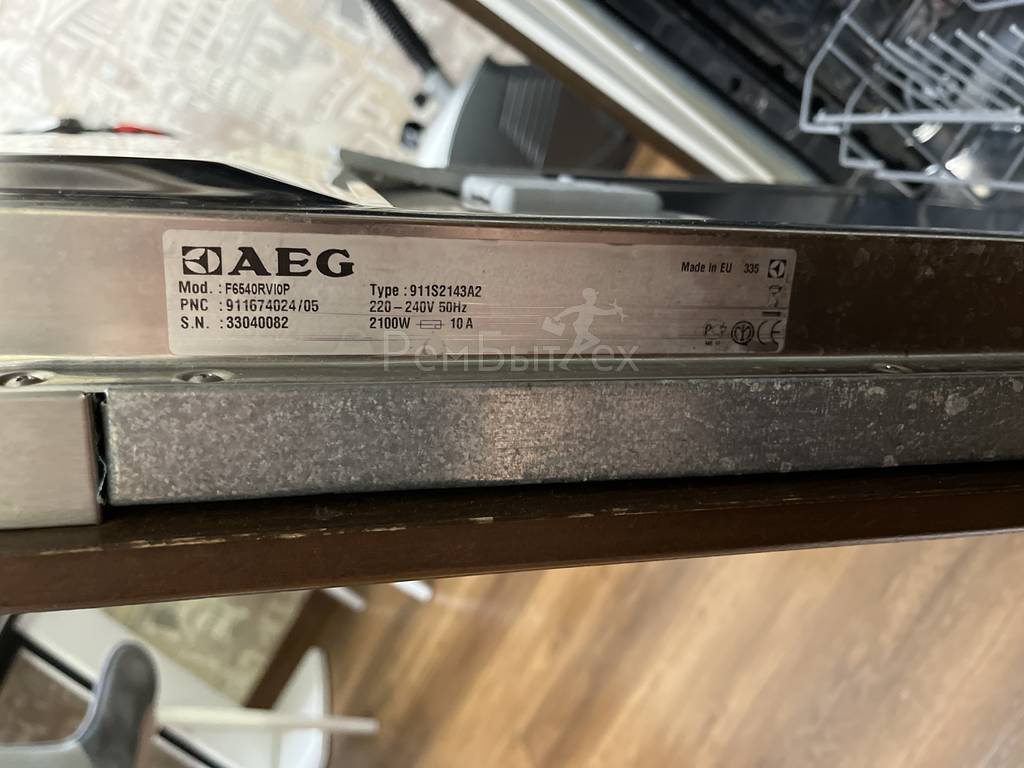 AEG
Made in EU 335
Mod. : F6540RVI0P
Type : 911S2143A2
PNC : 911674024/05
220-240V 50Hz
S.N. : 33040082
2100W 10A
РемБытТех
CE